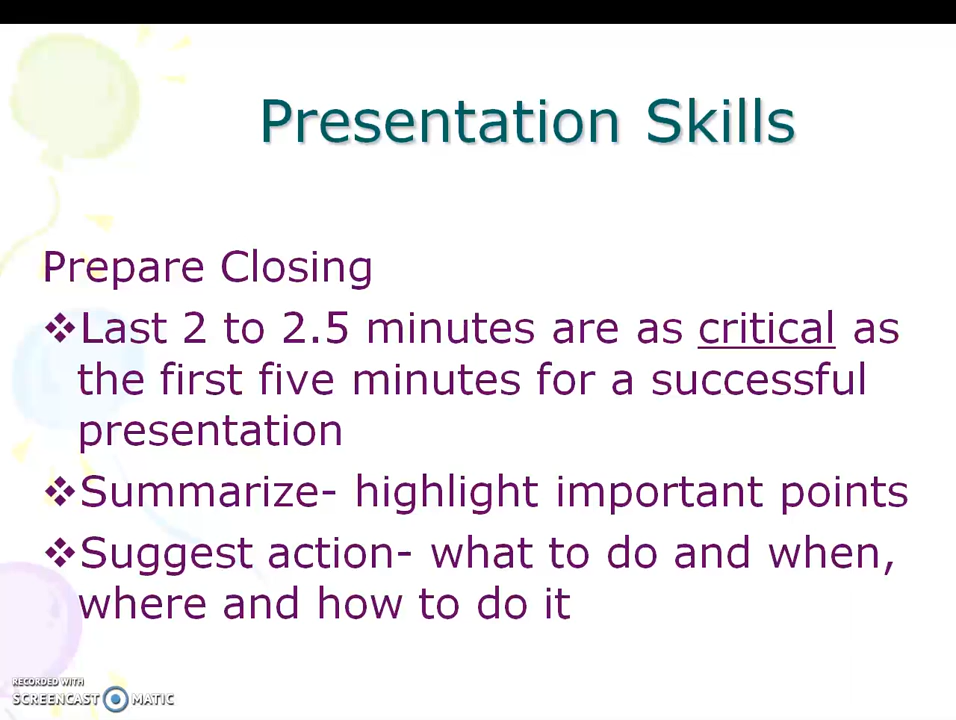 Presentation Skills
Prepare Closing
❖Last 2 to 2.5 minutes are as critical as
the first five minutes for a successful
presentation
❖Summarize- highlight important points
❖Suggest action- what to do and when,
where and how to do it
RECORDED WITH
SCREENCAST MATIC